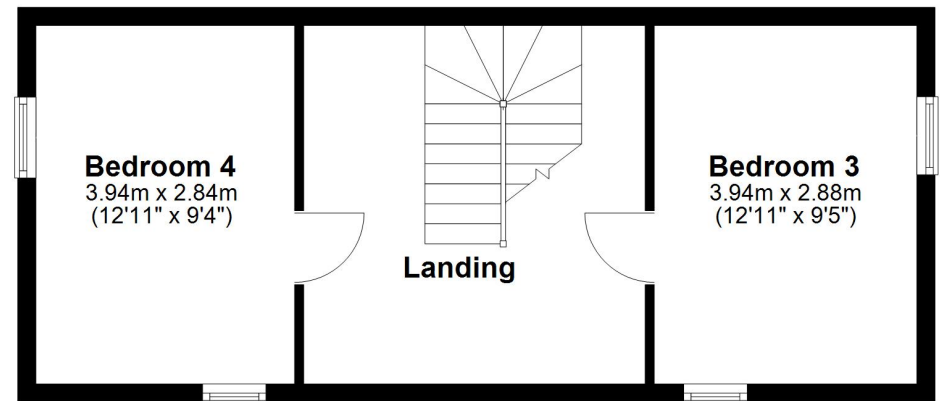 Bedroom 4
3.94m x 2.84m
(12'11" x 9'4")
Landing
Bedroom 3
3.94m x 2.88m
(12'11" x 9'5")